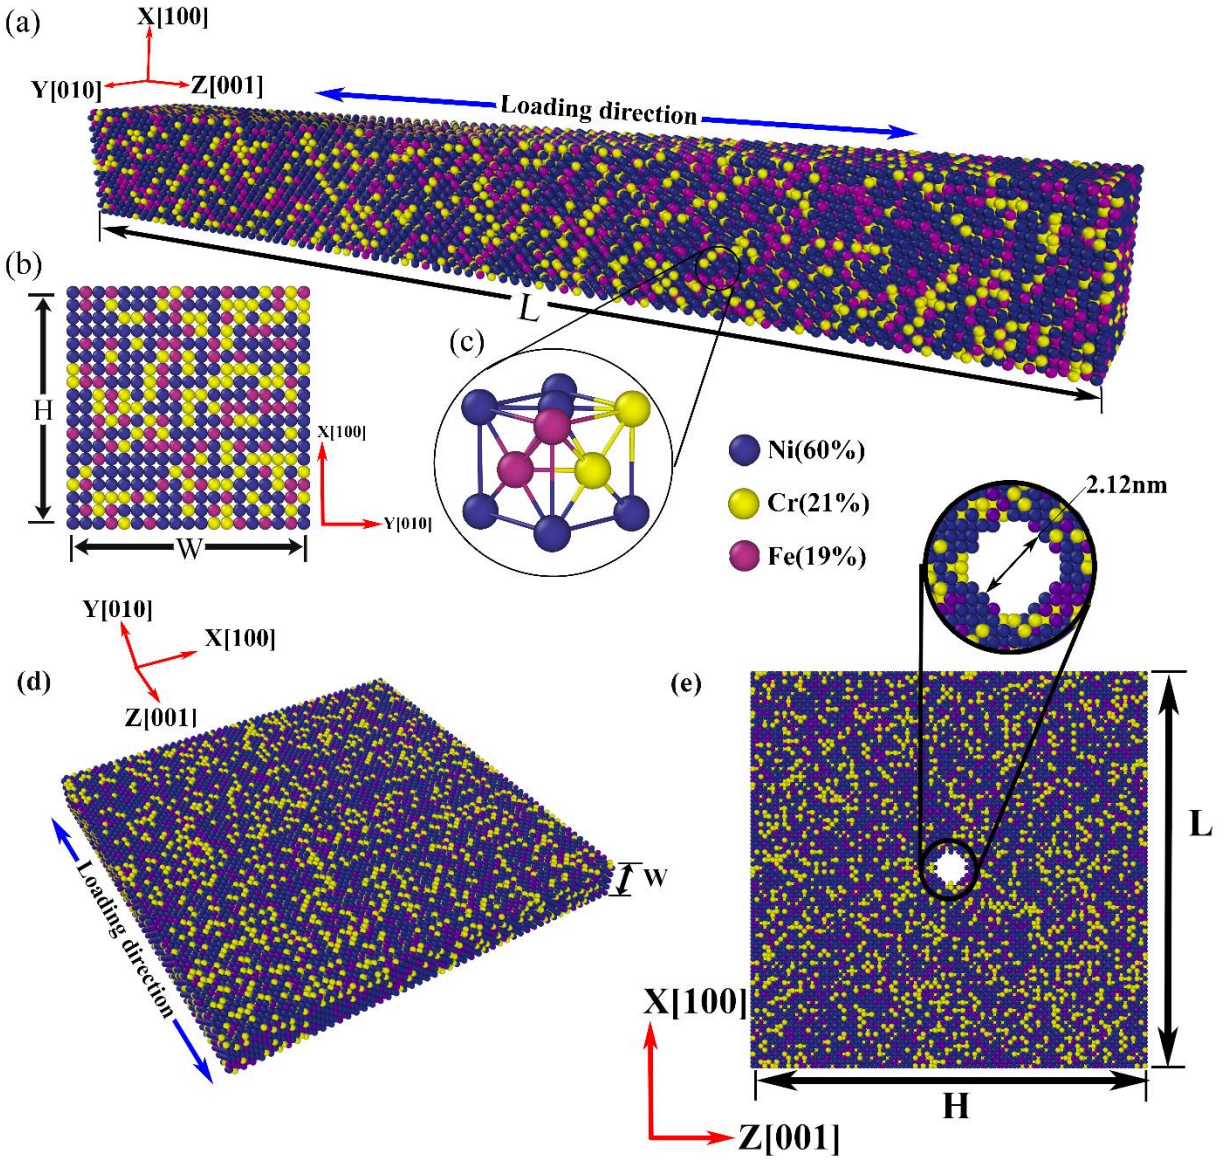 (a)
X[100]
Y[010]
Z[001]
Loading direction
L
(b)
H
W
X[100]
Y[010]
(c)
Ni(60%)
Cr(21%)
Fe(19%)
2.12nm
(d)
Y[010]
X[100]
Z[001]
Loading direction
W
(e)
L
H
X[100]
Z[001]